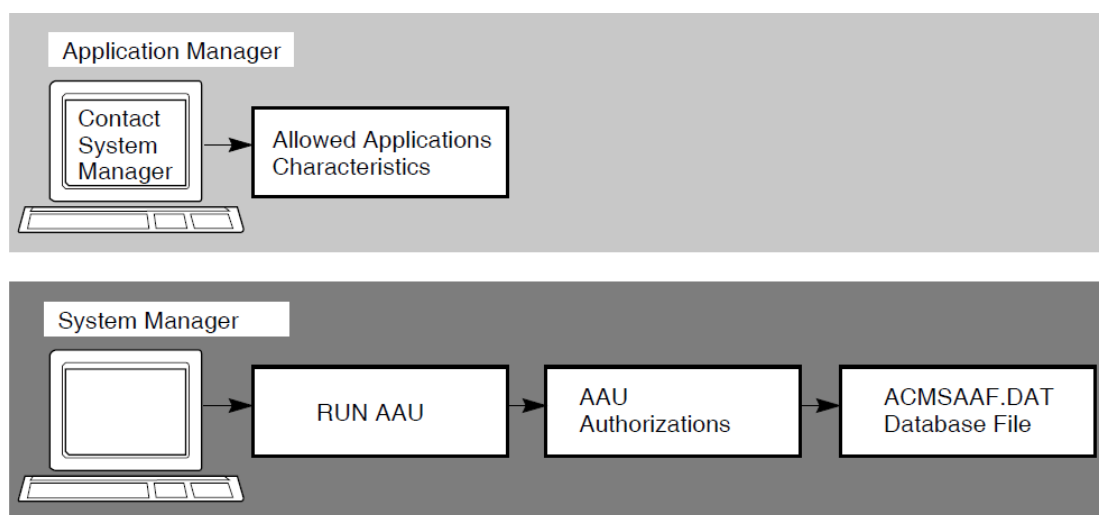 Application Manager
Contact
System
Manager
Allowed Applications
Characteristics
System Manager
RUN AAU
AAU
Authorizations
ACMSAAF.DAT
Database File